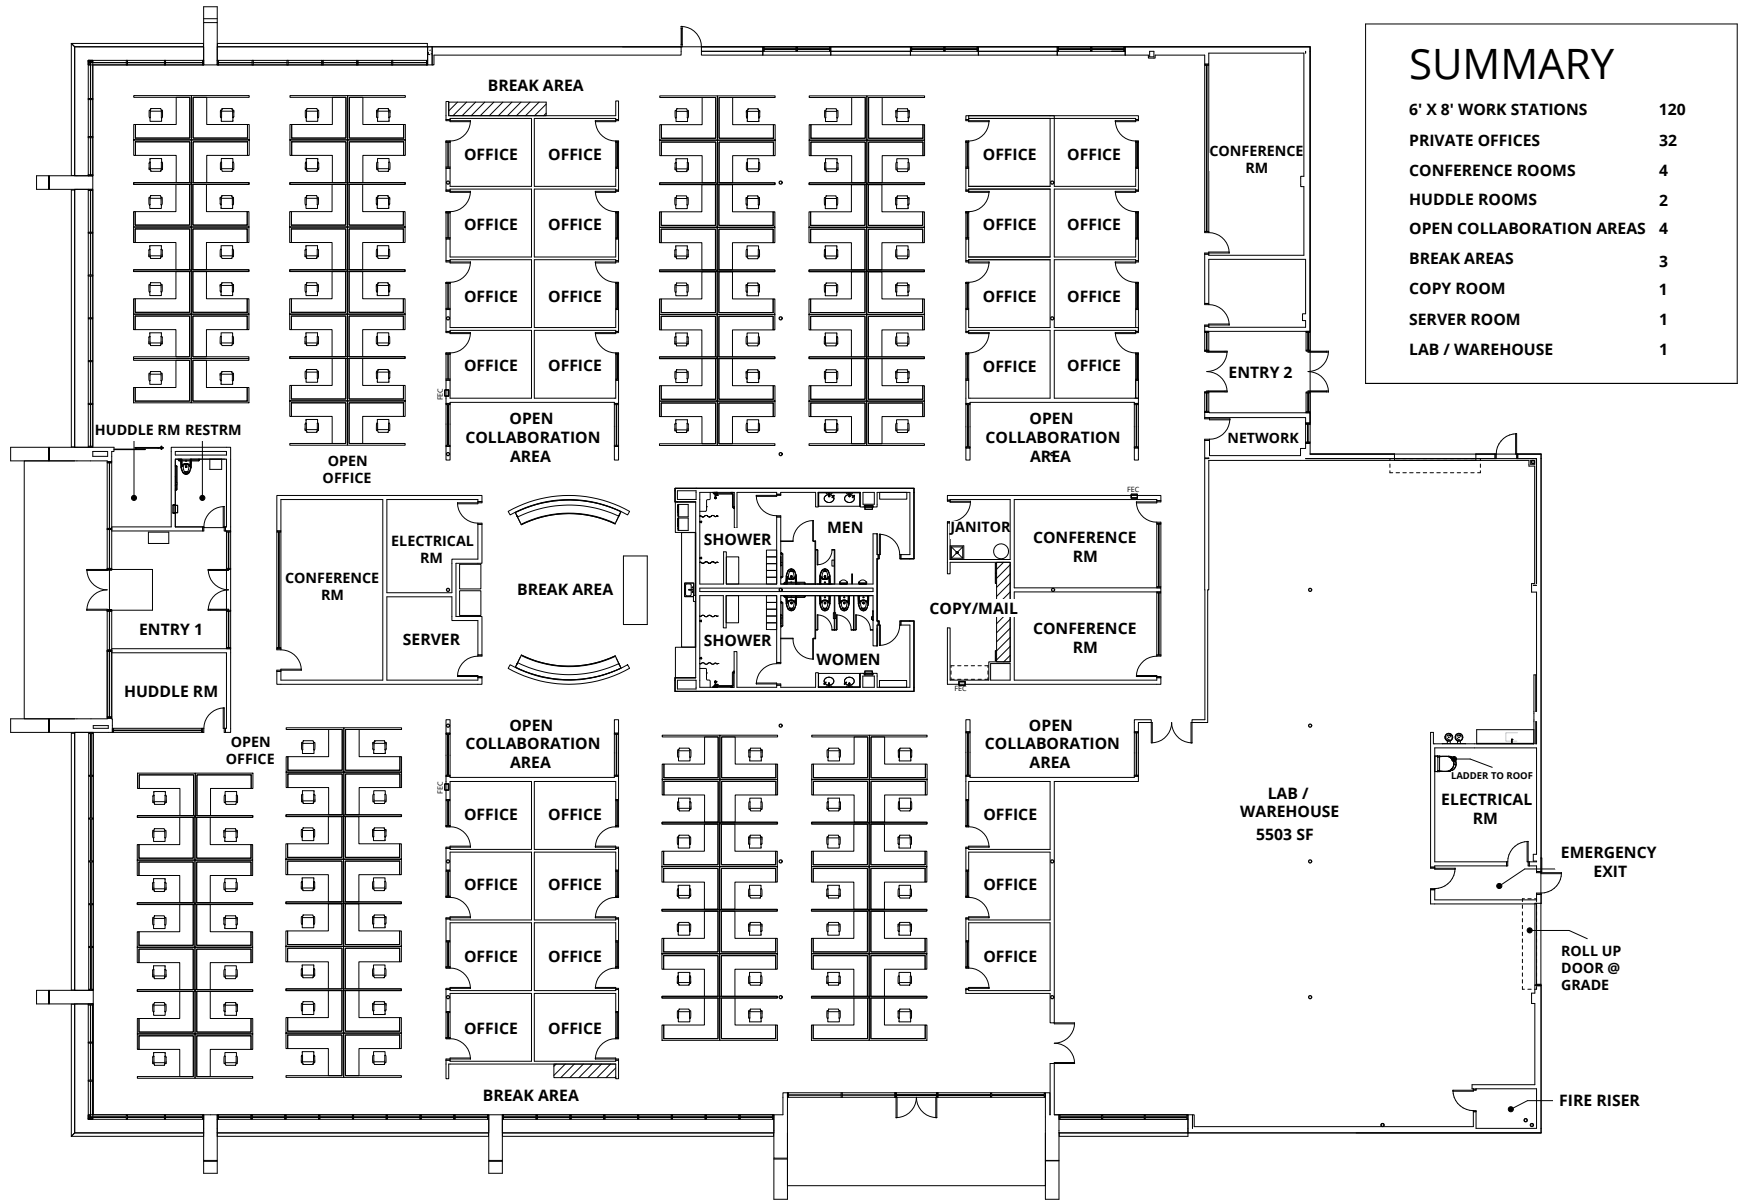 SUMMARY
6' X 8' WORK STATIONS 120
PRIVATE OFFICES 32
CONFERENCE ROOMS 4
HUDDLE ROOMS 2
OPEN COLLABORATION AREAS 4
BREAK AREAS 3
COPY ROOM 1
SERVER ROOM 1
LAB / WAREHOUSE 1
BREAK AREA
OFFICE OFFICE OFFICE OFFICE
CONFERENCE
RM
OFFICE OFFICE OFFICE OFFICE
OFFICE OFFICE OFFICE OFFICE
OFFICE OFFICE OFFICE OFFICE
ENTRY 2
FEC
HUDDLE RM RESTRM
OPEN
COLLABORATION
AREA
OPEN
COLLABORATION
AREA
NETWORK
OPEN
OFFICE
FEC
ELECTRICAL
RM
SHOWER
MEN
JANITOR
CONFERENCE
RM
CONFERENCE
RM
BREAK AREA
COPY/MAIL
ENTRY 1
SERVER
SHOWER
WOMEN
CONFERENCE
RM
HUDDLE RM
FEC
OPEN
OFFICE
OPEN
COLLABORATION
AREA
OPEN
COLLABORATION
AREA
FEC
LADDER TO ROOF
ELECTRICAL
RM
LAB /
WAREHOUSE
5503 SF
OFFICE OFFICE OFFICE
EMERGENCY
EXIT
OFFICE OFFICE OFFICE
ROLL UP
DOOR @
GRADE
OFFICE OFFICE OFFICE
OFFICE OFFICE
BREAK AREA
FIRE RISER